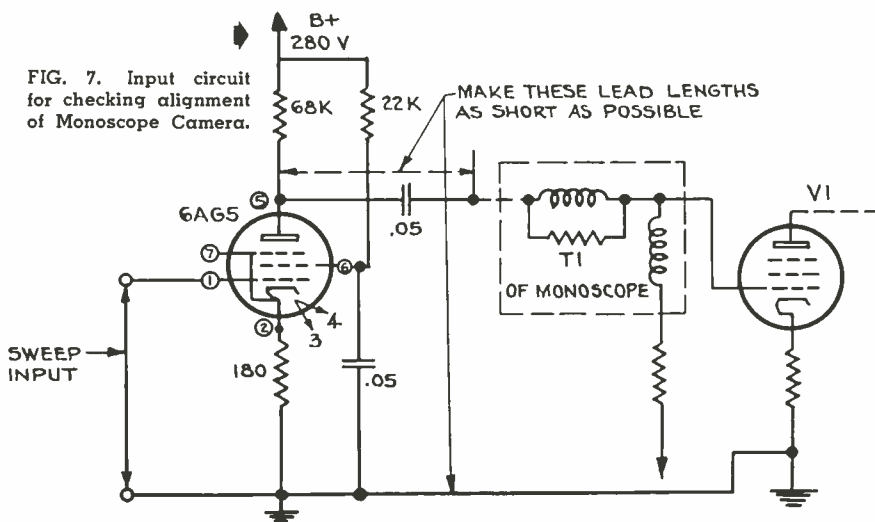 FIG. 7. Input circuit
for checking alignment
of Monoscope Camera.
B+
280 V
68K
22K
MAKE THESE LEAD LENGTHS
AS SHORT AS POSSIBLE
.05
T1
OF MONOSCOPE
V1
6AG5
5
7
6
1
2
3
4
SWEEP
INPUT
180
.05